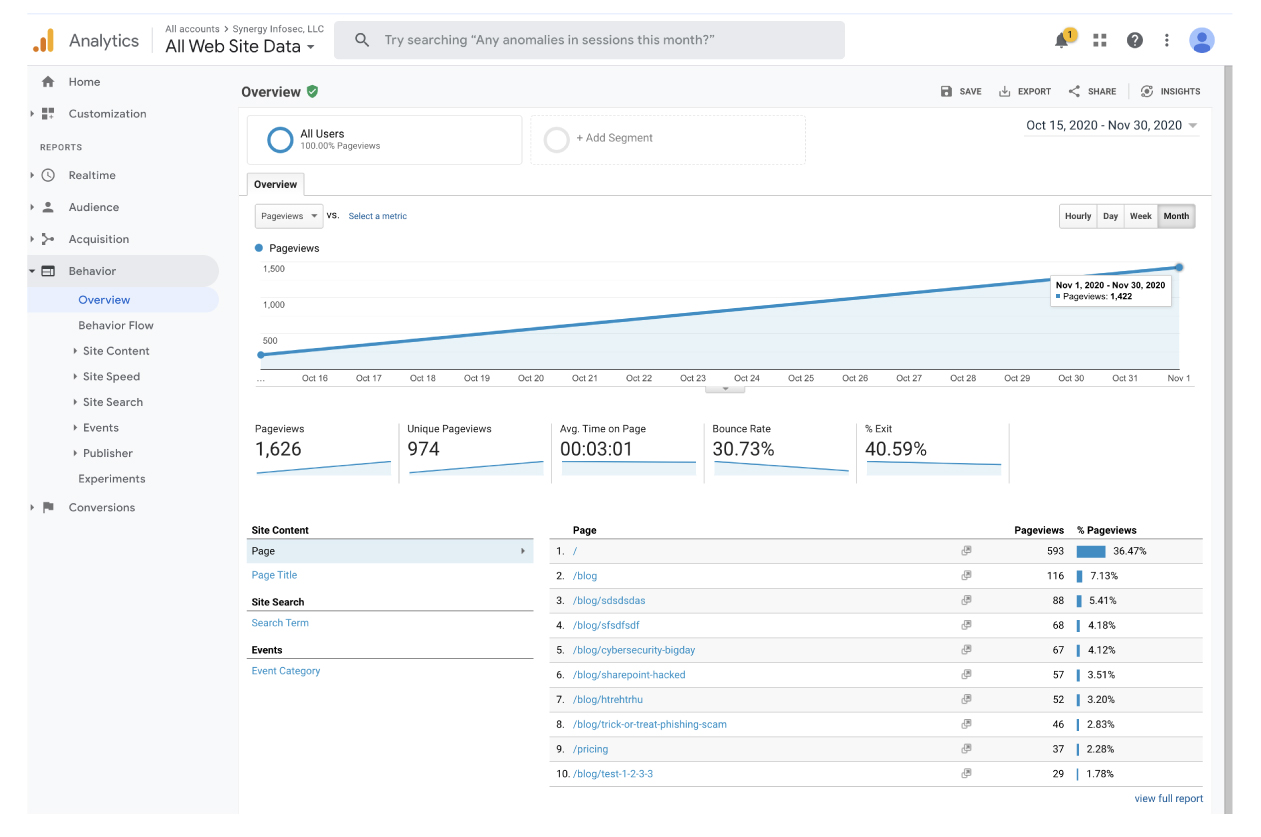 Analytics
All accounts > Synergy Infosec, LLC
All Web Site Data
Try searching “Any anomalies in sessions this month?”
1
Home
Customization
REPORTS
Realtime
Audience
Acquisition
Behavior
Overview
Behavior Flow
Site Content
Site Speed
Site Search
Events
Publisher
Experiments
Conversions
Overview
SAVE
EXPORT
SHARE
INSIGHTS
All Users
100.00% Pageviews
+ Add Segment
Oct 15, 2020 - Nov 30, 2020
Overview
Pageviews VS. Select a metric
Hourly Day Week Month
Pageviews
1,500
1,000
500
Nov 1, 2020 - Nov 30, 2020
Pageviews: 1,422
... Oct 16 Oct 17 Oct 18 Oct 19 Oct 20 Oct 21 Oct 22 Oct 23 Oct 24 Oct 25 Oct 26 Oct 27 Oct 28 Oct 29 Oct 30 Oct 31 Nov 1
Pageviews
1,626
Unique Pageviews
974
Avg. Time on Page
00:03:01
Bounce Rate
30.73%
% Exit
40.59%
Site Content
Page
Page Title
Site Search
Search Term
Events
Event Category
Page Pageviews % Pageviews
1. / 593 36.47%
2. /blog 116 7.13%
3. /blog/sdsdsdas 88 5.41%
4. /blog/sfsdfsdf 68 4.18%
5. /blog/cybersecurity-bigday 67 4.12%
6. /blog/sharepoint-hacked 57 3.51%
7. /blog/htrehtrhu 52 3.20%
8. /blog/trick-or-treat-phishing-scam 46 2.83%
9. /pricing 37 2.28%
10. /blog/test-1-2-3-3 29 1.78%
view full report